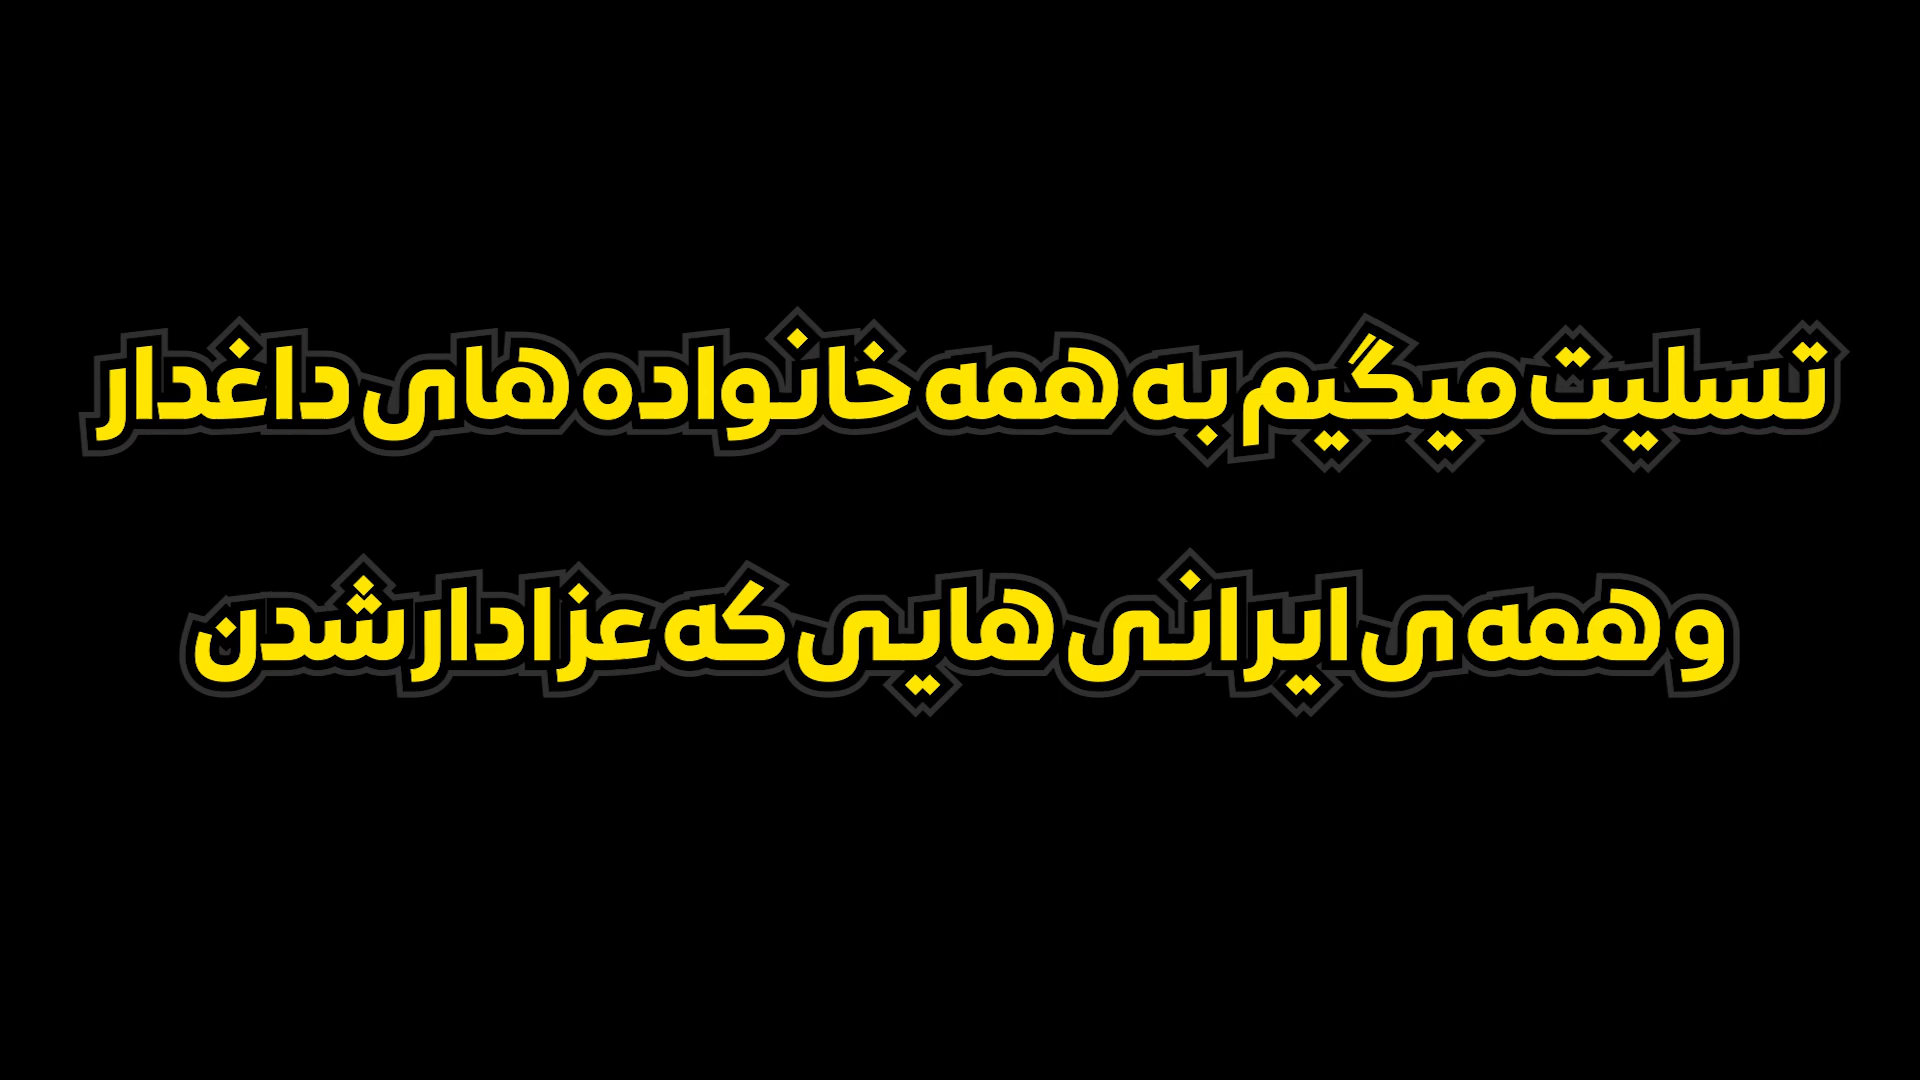 تسلیت میگیم به همه خانواده های داغدار
و همه ی ایرانی هایی که عزادار شدن